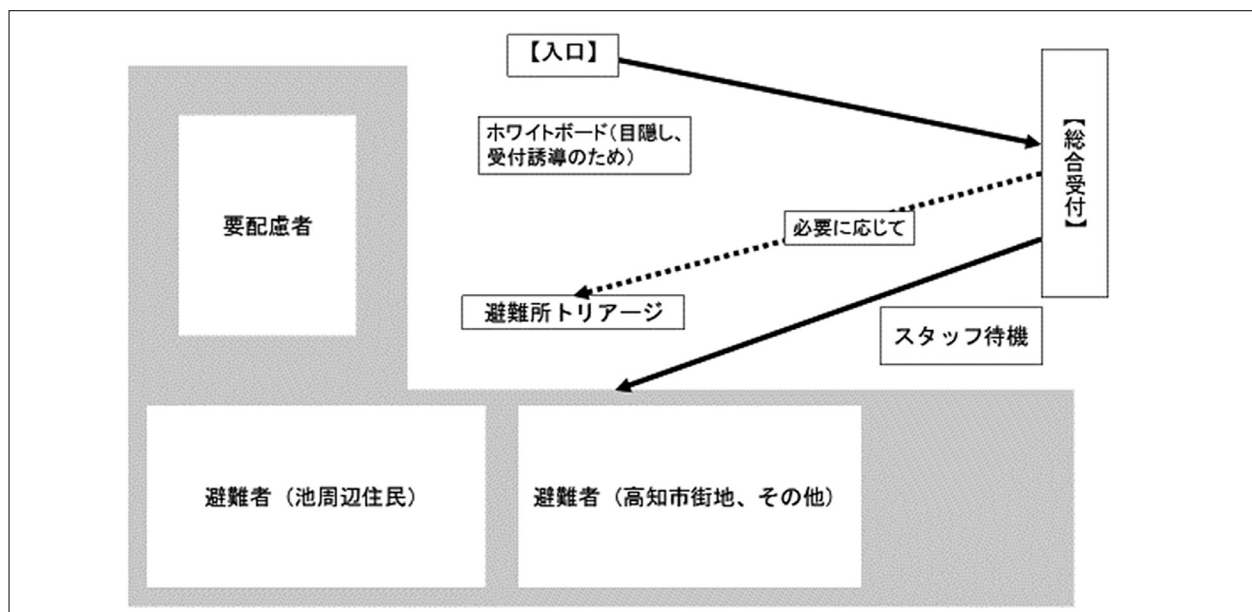 【入口】
【総合受付】
ホワイトボード（目隠し、
受付誘導のため）
要配慮者
必要に応じて
避難所トリアージ
スタッフ待機
避難者（池周辺住民）
避難者（高知市街地、その他）